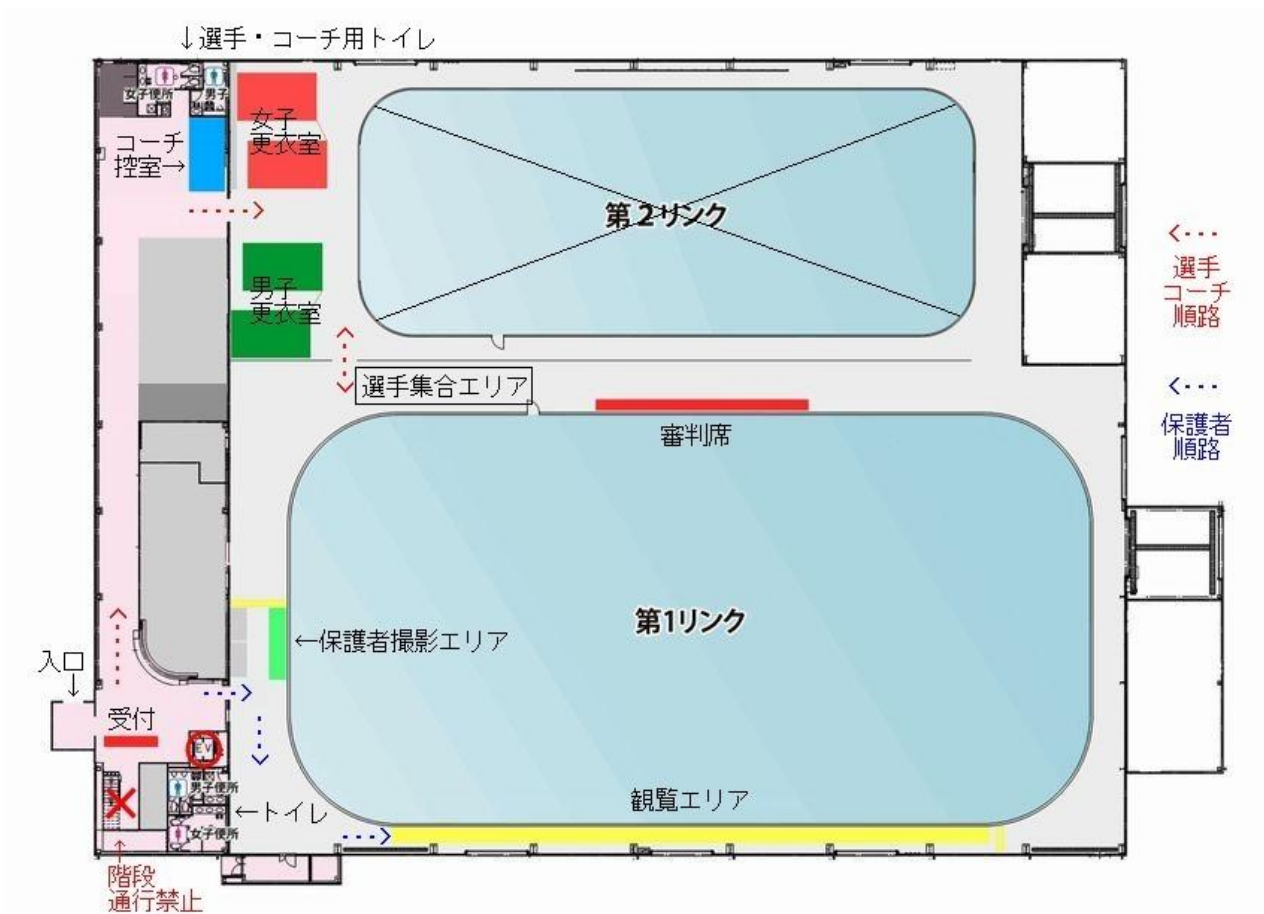 ↓選手・コーチ用トイレ
女子便所
男子
コーチ
控室→
女子
更衣室
第2リンク
男子
更衣室
選手
コーチ
順路
選手集合エリア
審判席
保護者
順路
第1リンク
←保護者撮影エリア
入口
↓
受付
EV
男子便所
女子便所
←トイレ
観覧エリア
↑
階段
通行禁止